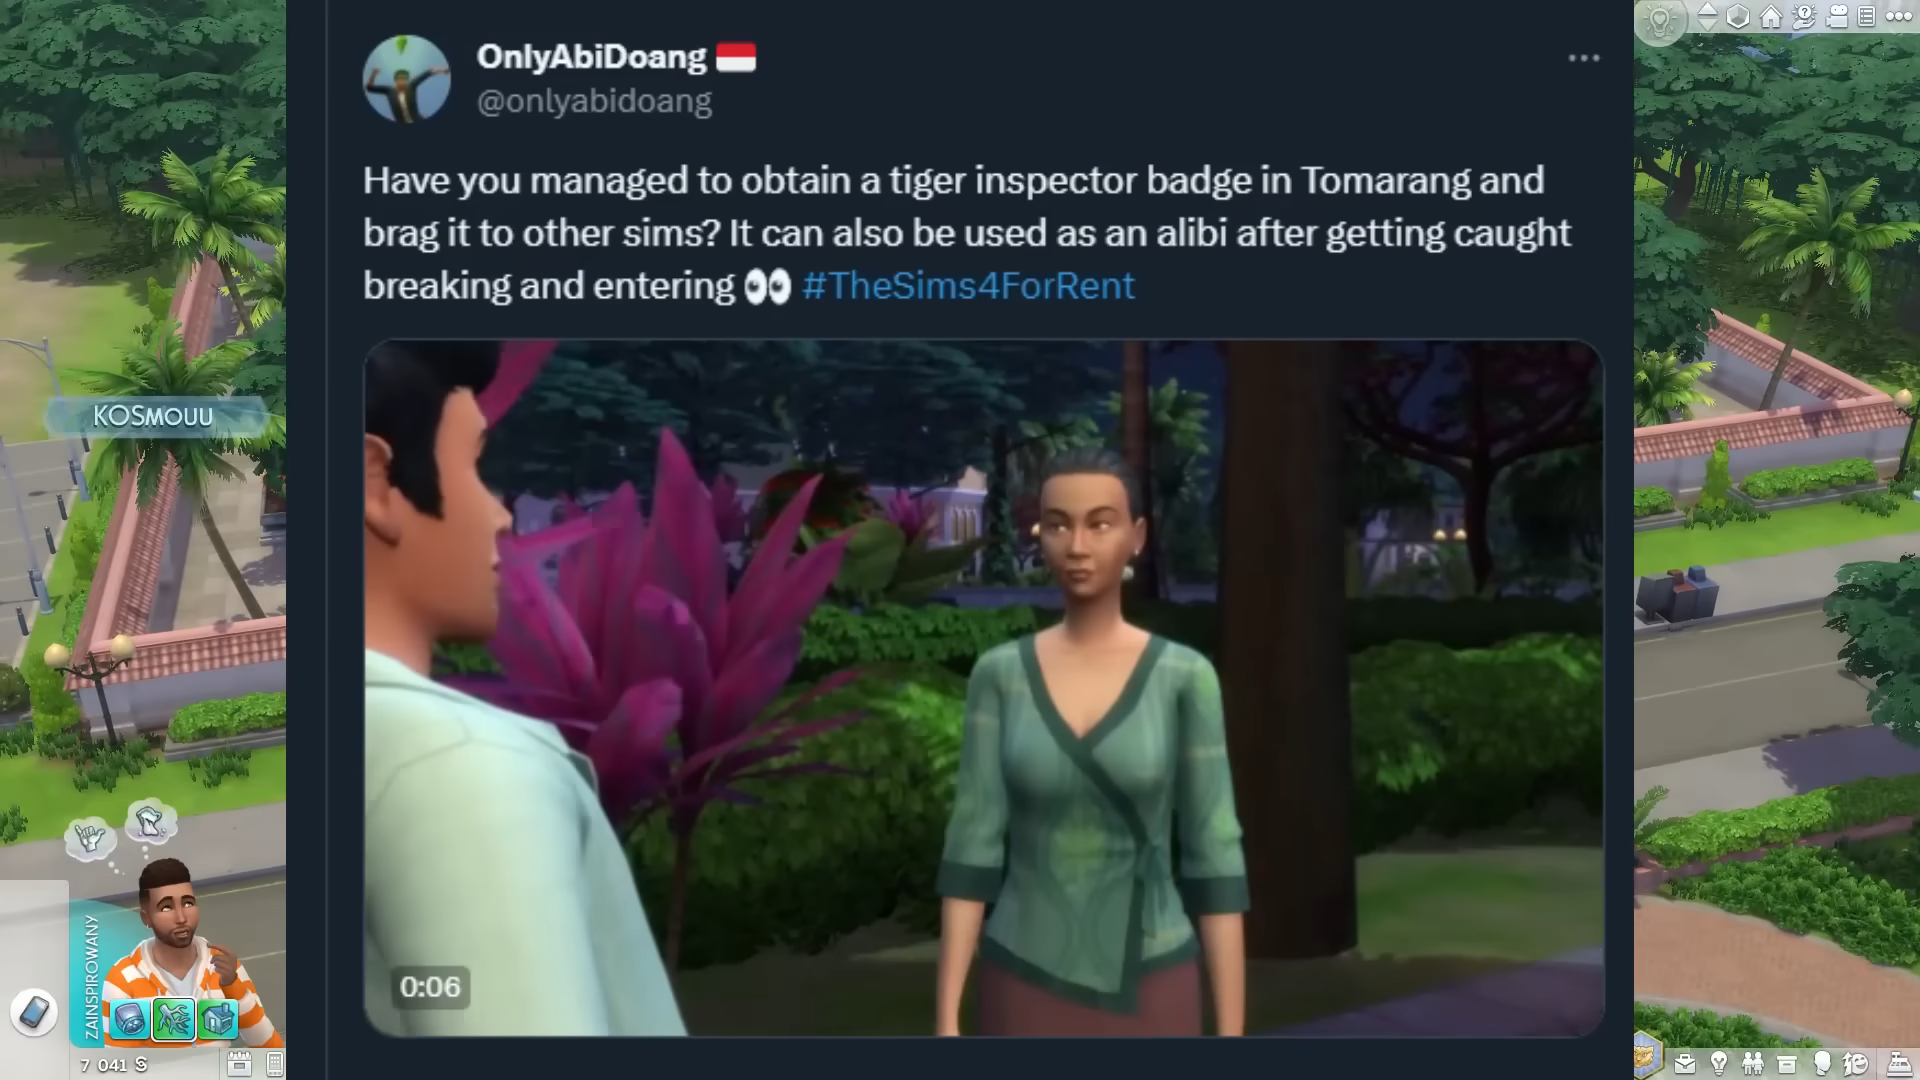 OnlyAbiDoang
@onlyabidoang
Have you managed to obtain a tiger inspector badge in Tomarang and
brag it to other sims? It can also be used as an alibi after getting caught
breaking and entering 👀 #TheSims4ForRent
KOSMOUU
ZAINSPIROWANY
0:06
7 041 §